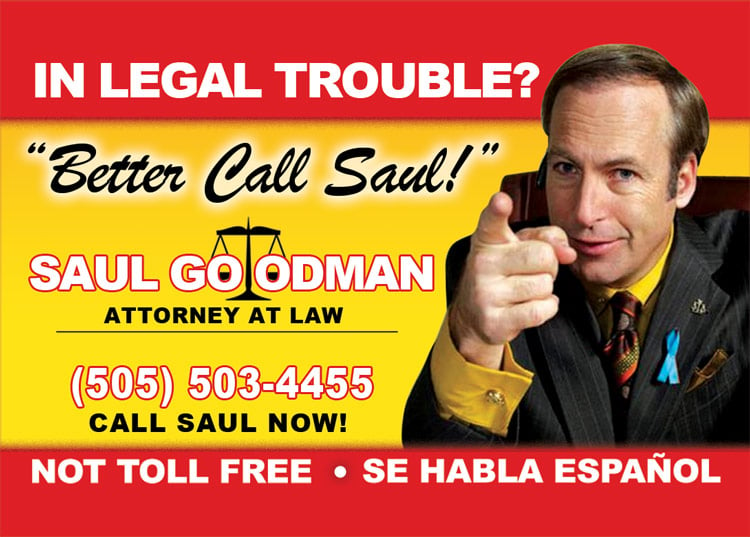 IN LEGAL TROUBLE?
“Better Call Saul!”
SAUL GOODMAN
ATTORNEY AT LAW
(505) 503-4455
CALL SAUL NOW!
NOT TOLL FREE • SE HABLA ESPAÑOL